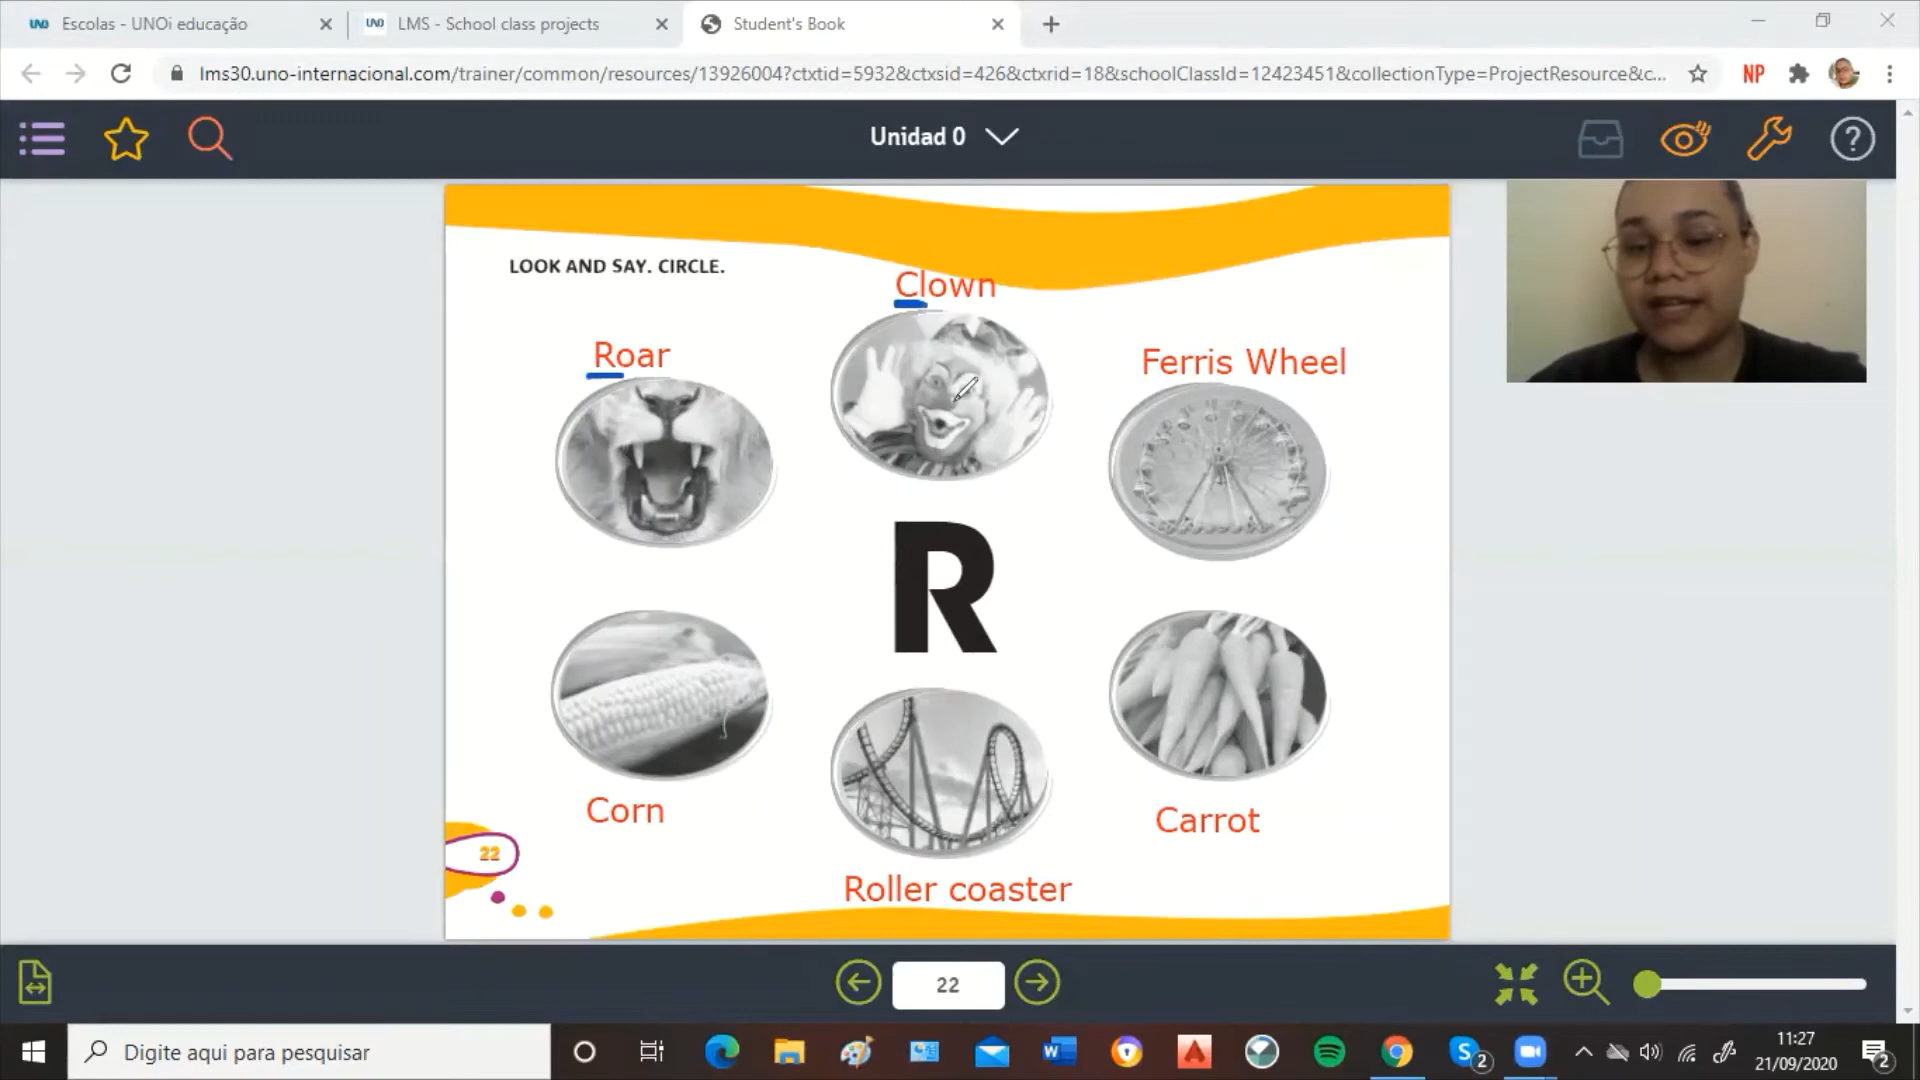 Escolas - UNOi educação
LMS - School class projects
Student's Book
lms30.uno-internacional.com/trainer/common/resources/13926004?ctxtid=5932&ctxsid=426&ctxrid=18&schoolClassId=12423451&collectionType=ProjectResource&c...
NP
Unidad 0
LOOK AND SAY. CIRCLE.
Clown
Roar
Ferris Wheel
R
Corn
Carrot
Roller coaster
22
22
Digite aqui para pesquisar
2
11:27
21/09/2020
2